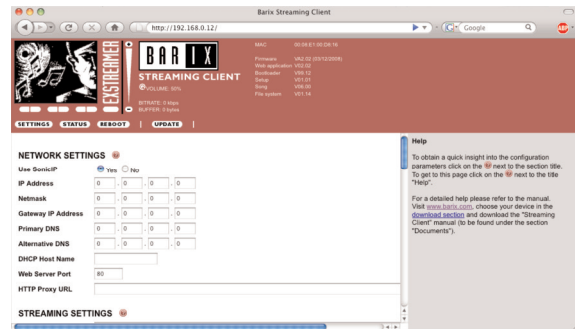 Barix Streaming Client
http://192.168.0.12/
Google
ABP
EXSTREAMER
BARIX
STREAMING CLIENT
VOLUME: 50%
BITRATE: 0 kbps
BUFFER: 0 bytes
MAC 00:08:E1:00:D8:16
Firmware VA2.02 (05/12/2008)
Web application V02.02
Bootloader V99.12
Setup V01.01
Song V06.00
File system V01.14
SETTINGS STATUS REBOOT | UPDATE |
NETWORK SETTINGS
Use SonicIP Yes No
IP Address 0 . 0 . 0 . 0
Netmask 0 . 0 . 0 . 0
Gateway IP Address 0 . 0 . 0 . 0
Primary DNS 0 . 0 . 0 . 0
Alternative DNS 0 . 0 . 0 . 0
DHCP Host Name
Web Server Port 80
HTTP Proxy URL
STREAMING SETTINGS
Help
To obtain a quick insight into the configuration
parameters click on the next to the section title.
To get to this page click on the next to the title
"Help".
For a detailed help please refer to the manual.
Visit www.barix.com, choose your device in the
download section and download the "Streaming
Client" manual (to be found under the section
"Documents").